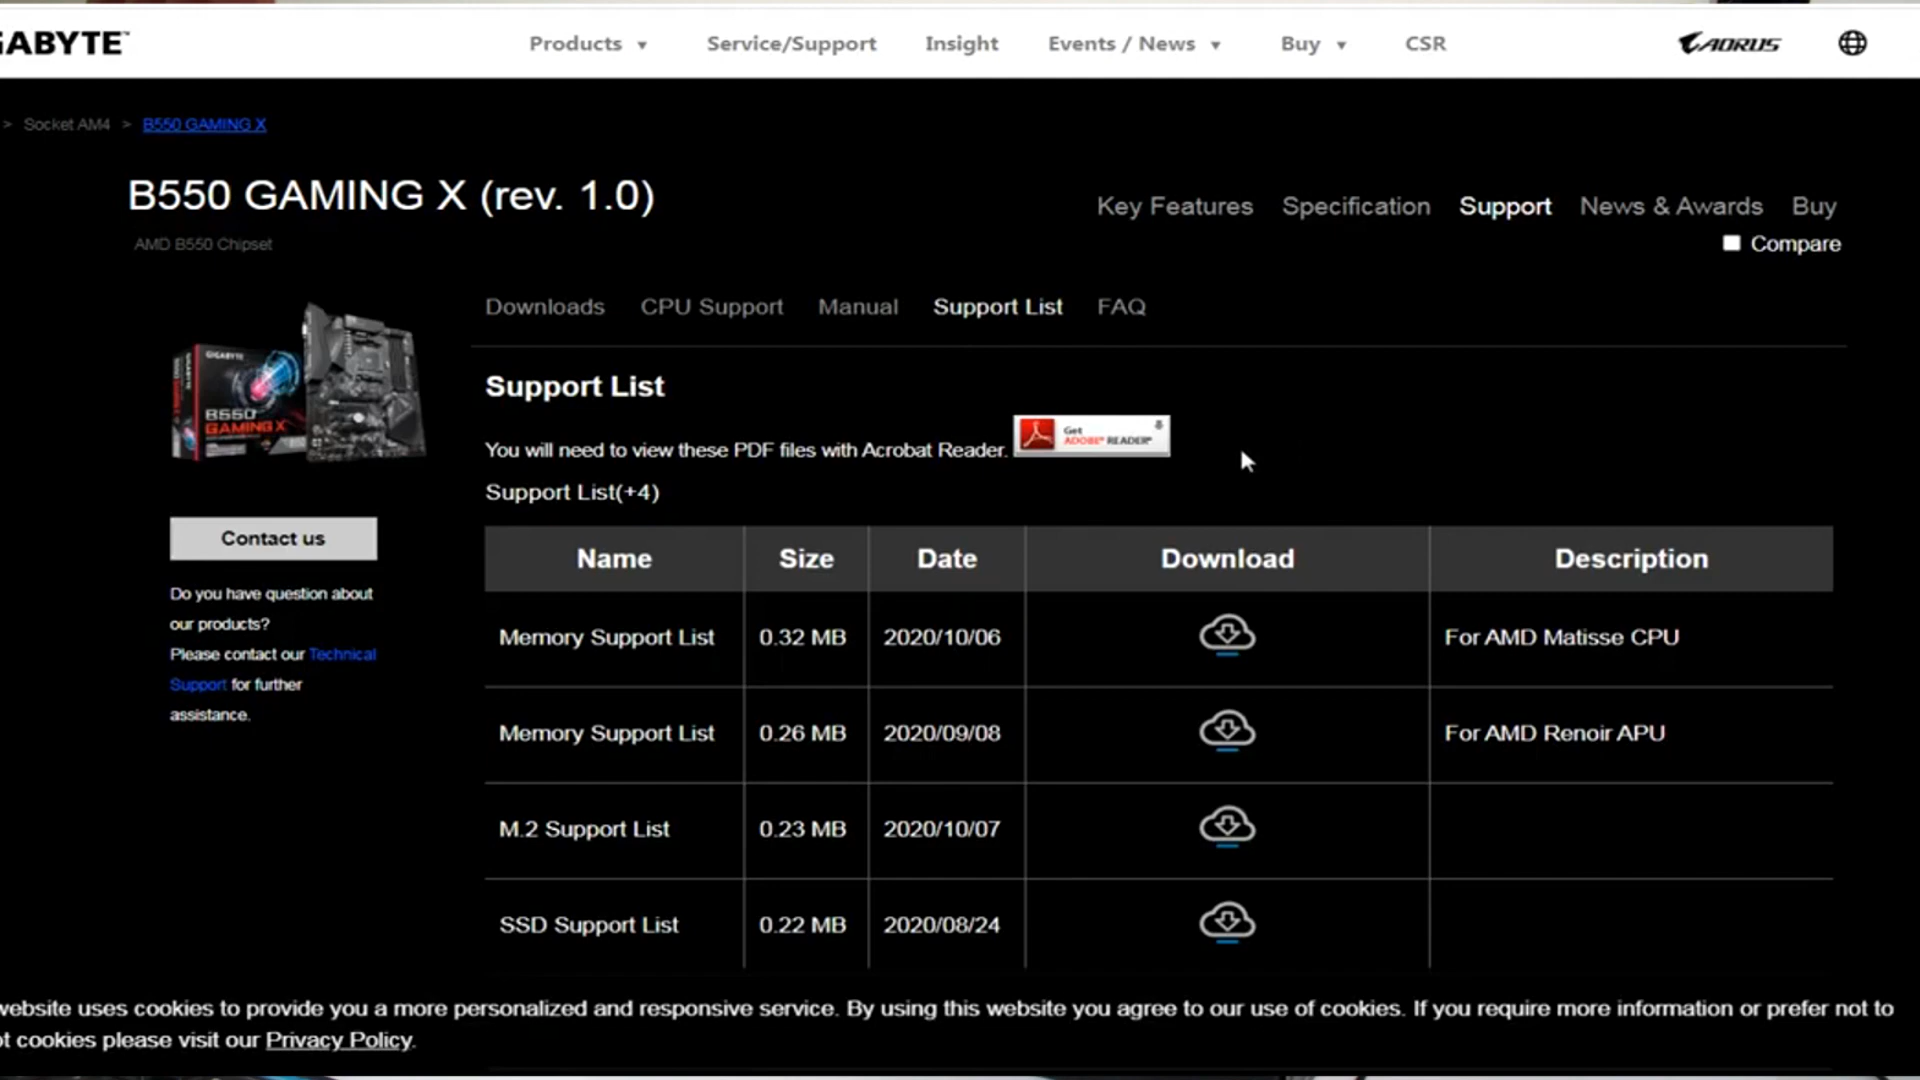 GABYTE™
Products ▼ Service/Support Insight Events / News ▼ Buy ▼ CSR AORUS
> Socket AM4 > B550 GAMING X
B550 GAMING X (rev. 1.0)
AMD B550 Chipset
Key Features Specification Support News & Awards Buy
Compare
Downloads CPU Support Manual Support List FAQ
GIGABYTE
B550
GAMING X
Support List
You will need to view these PDF files with Acrobat Reader.
Get
ADOBE® READER®
Support List(+4)
Contact us
Do you have question about
our products?
Please contact our Technical
Support for further
assistance.
Name Size Date Download Description
Memory Support List 0.32 MB 2020/10/06 For AMD Matisse CPU
Memory Support List 0.26 MB 2020/09/08 For AMD Renoir APU
M.2 Support List 0.23 MB 2020/10/07
SSD Support List 0.22 MB 2020/08/24
website uses cookies to provide you a more personalized and responsive service. By using this website you agree to our use of cookies. If you require more information or prefer not to
ot cookies please visit our Privacy Policy.